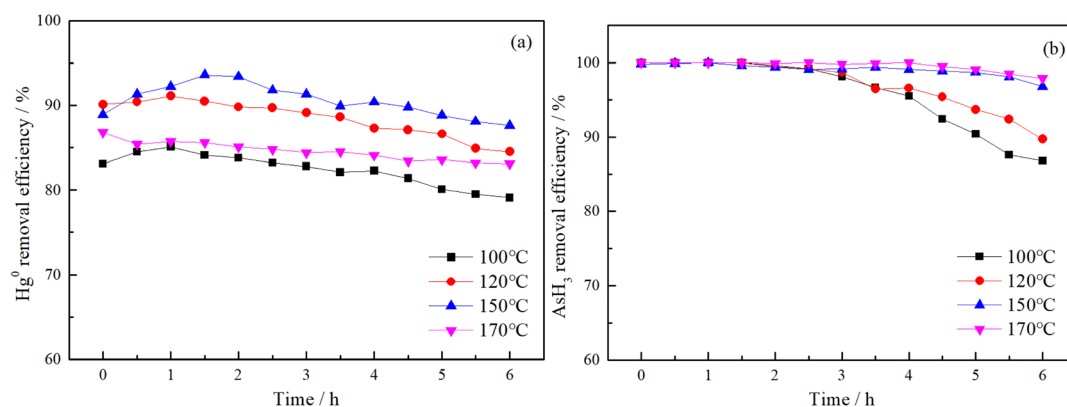 (a)
Hg⁰ removal efficiency / %
100
90
80
70
60
100℃
120℃
150℃
170℃
0 1 2 3 4 5 6
Time / h
(b)
AsH₃ removal efficiency / %
100
90
80
70
60
100℃
120℃
150℃
170℃
0 1 2 3 4 5 6
Time / h